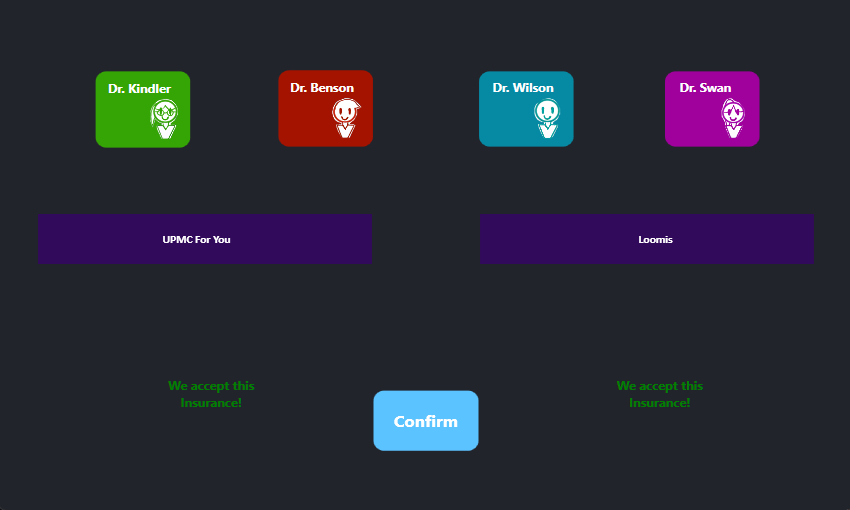 Dr. Kindler
Dr. Benson
Dr. Wilson
Dr. Swan
UPMC For You
Loomis
We accept this
Insurance!
We accept this
Insurance!
Confirm